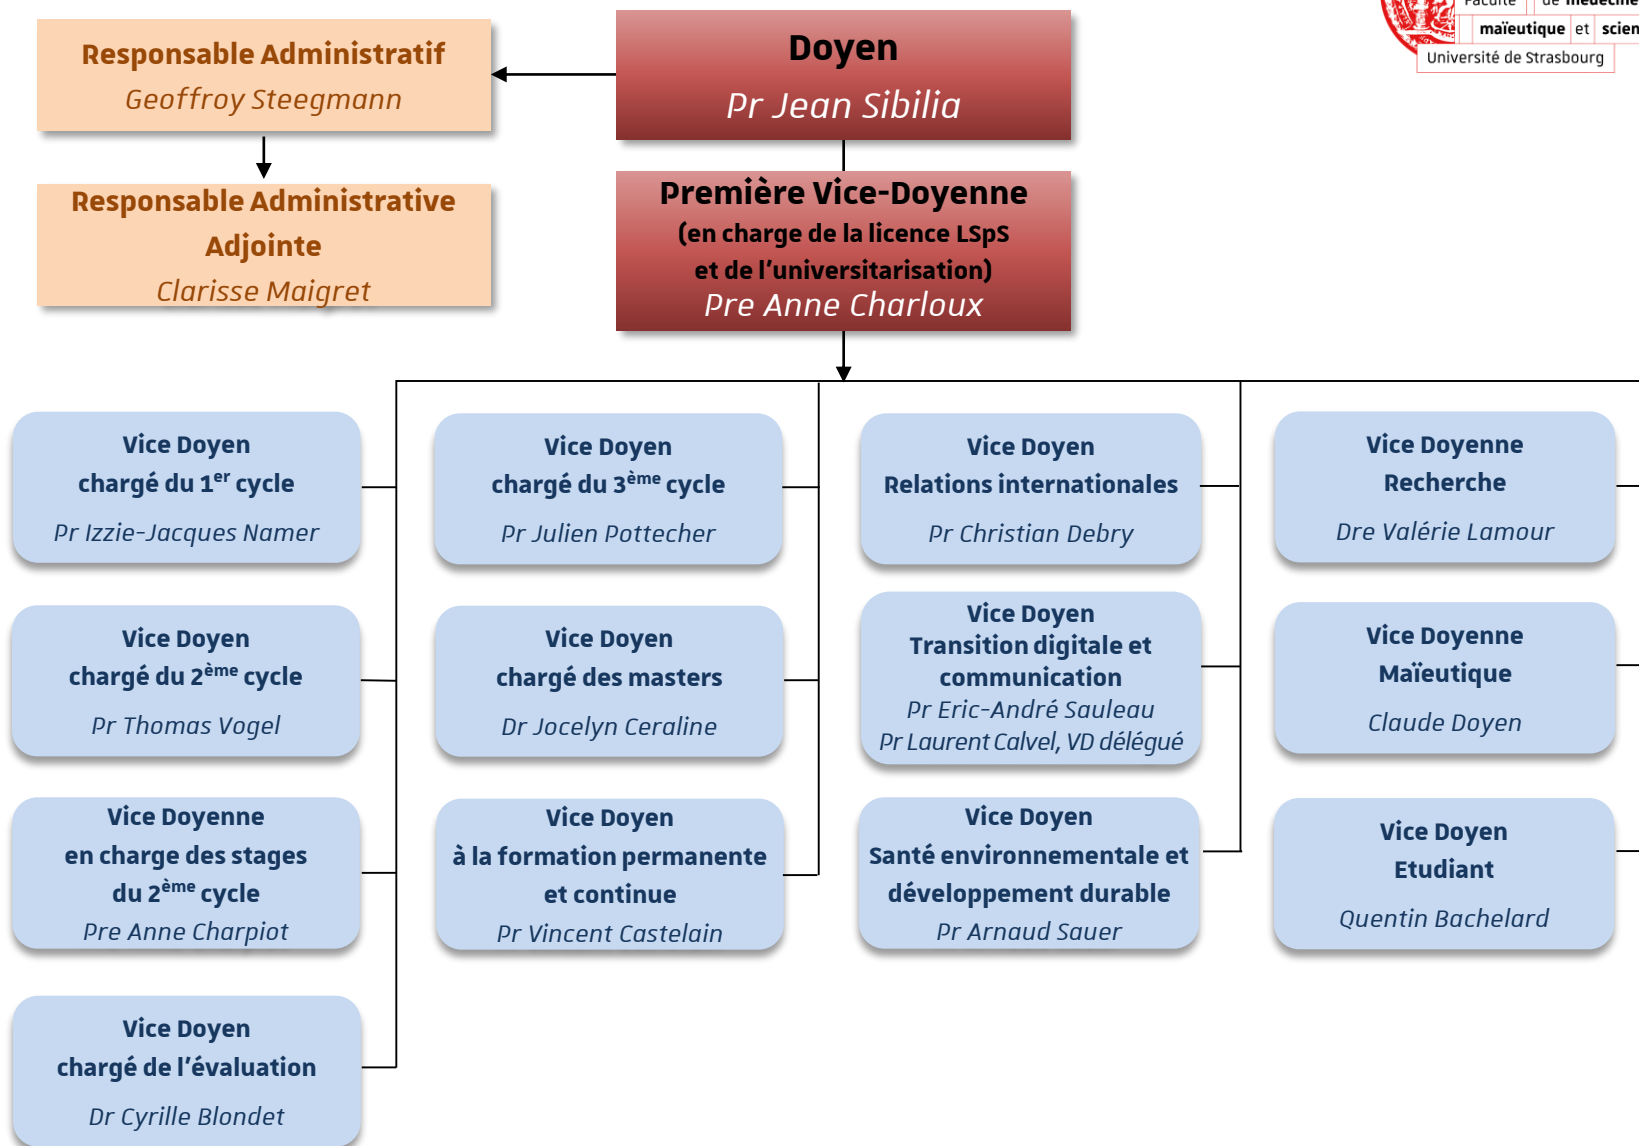 Faculté de médecine
maïeutique et scien
Université de Strasbourg
Responsable Administratif
Geoffroy Steegmann
Doyen
Pr Jean Sibilia
Responsable Administrative
Adjointe
Clarisse Maigret
Première Vice-Doyenne
(en charge de la licence LSpS
et de l'universitarisation)
Pre Anne Charloux
Vice Doyen
chargé du 1er cycle
Pr Izzie-Jacques Namer
Vice Doyen
chargé du 3ème cycle
Pr Julien Pottecher
Vice Doyen
Relations internationales
Pr Christian Debry
Vice Doyenne
Recherche
Dre Valérie Lamour
Vice Doyen
chargé du 2ème cycle
Pr Thomas Vogel
Vice Doyen
chargé des masters
Dr Jocelyn Ceraline
Vice Doyen
Transition digitale et
communication
Pr Eric-André Sauleau
Pr Laurent Calvel, VD délégué
Vice Doyenne
Maïeutique
Claude Doyen
Vice Doyenne
en charge des stages
du 2ème cycle
Pre Anne Charpiot
Vice Doyen
à la formation permanente
et continue
Pr Vincent Castelain
Vice Doyen
Santé environnementale et
développement durable
Pr Arnaud Sauer
Vice Doyen
Etudiant
Quentin Bachelard
Vice Doyen
chargé de l'évaluation
Dr Cyrille Blondet